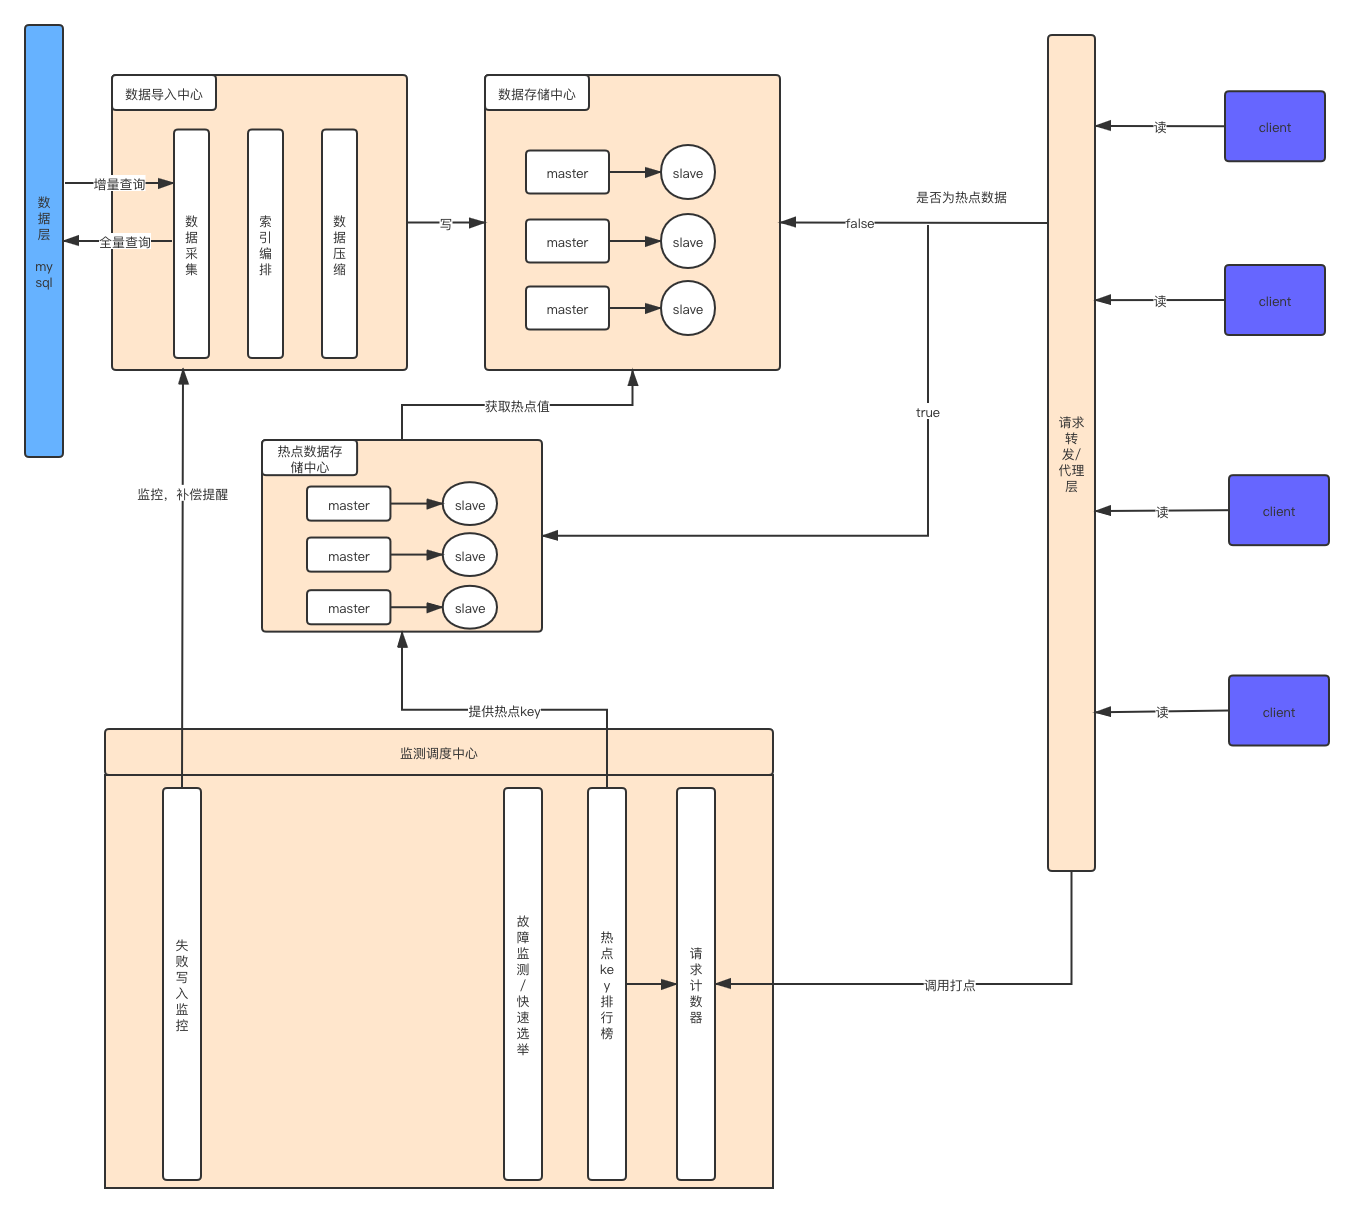 数
据
层
my
sql
数据导入中心
增量查询
全量查询
数
据
采
集
索
引
编
排
数
据
压
缩
写
数据存储中心
master
slave
master
slave
master
slave
是否为热点数据
false
true
请求
转
发/
代理
层
读
client
读
client
读
client
读
client
获取热点值
热点数据存
储中心
master
slave
master
slave
master
slave
监控，补偿提醒
提供热点key
监测调度中心
失
败
写
入
监
控
故
障
监
测
/
快
速
选
举
热
点
ke
y
排
行
榜
请
求
计
数
器
调用打点